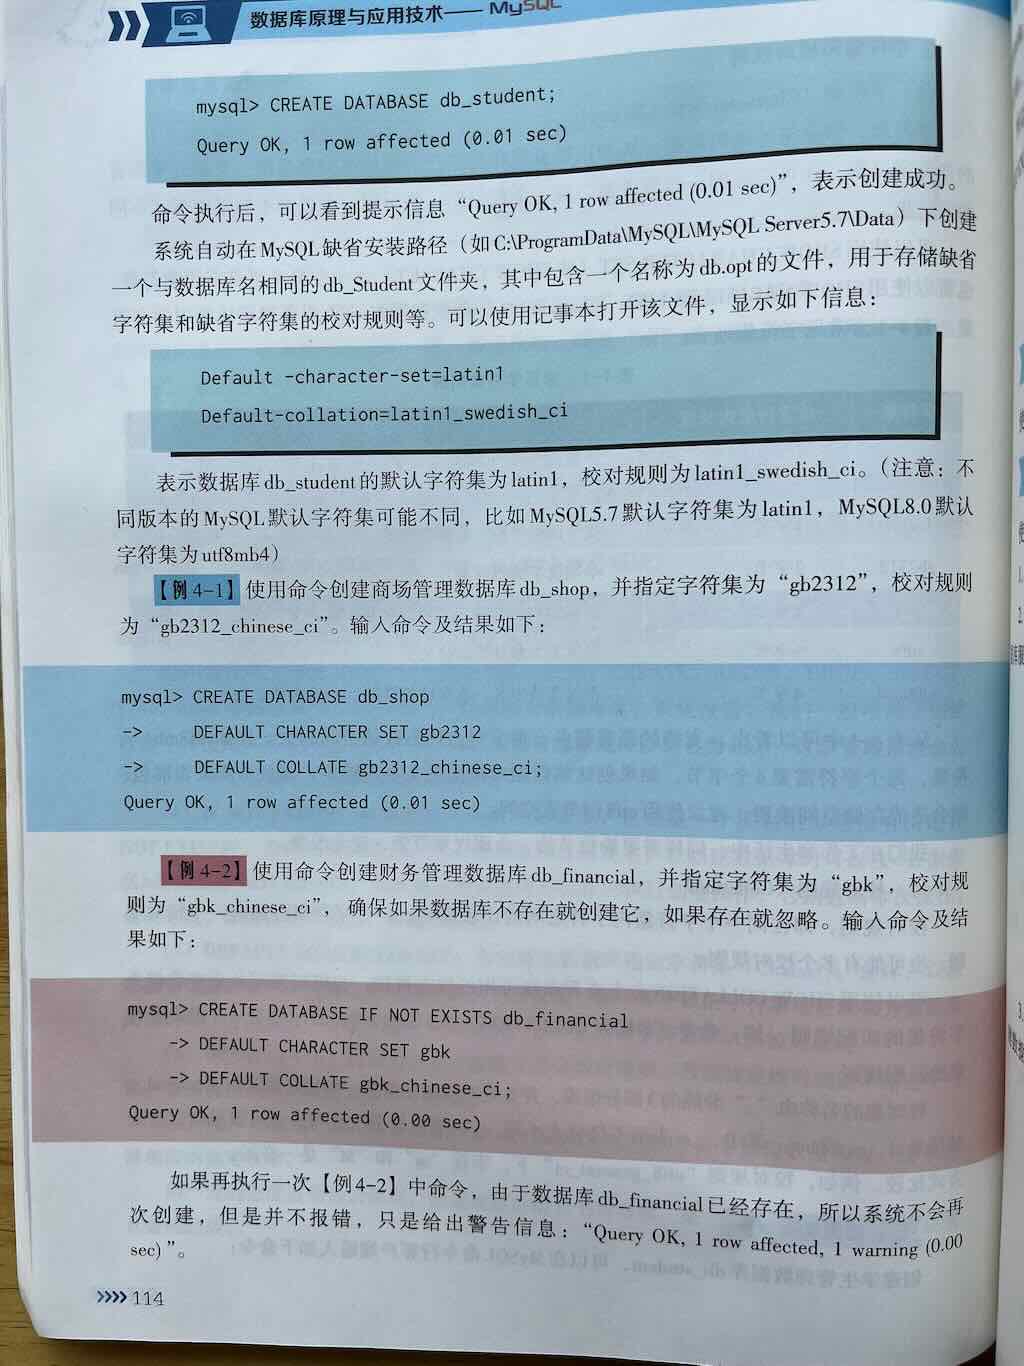 数据库原理与应用技术—— MySQL
mysql> CREATE DATABASE db_student;
Query OK, 1 row affected (0.01 sec)
命令执行后，可以看到提示信息“Query OK, 1 row affected (0.01 sec)”，表示创建成功。
系统自动在MySQL缺省安装路径（如C:\ProgramData\MySQL\MySQL Server5.7\Data）下创建
一个与数据库名相同的db_Student文件夹，其中包含一个名称为db.opt的文件，用于存储缺省
字符集和缺省字符集的校对规则等。可以使用记事本打开该文件，显示如下信息：
Default -character-set=latin1
Default-collation=latin1_swedish_ci
表示数据库db_student的默认字符集为latin1，校对规则为latin1_swedish_ci。（注意：不
同版本的MySQL默认字符集可能不同，比如MySQL5.7默认字符集为latin1，MySQL8.0默认
字符集为utf8mb4）
【例 4-1】使用命令创建商场管理数据库db_shop，并指定字符集为“gb2312”，校对规则
为“gb2312_chinese_ci”。输入命令及结果如下：
mysql> CREATE DATABASE db_shop
-> DEFAULT CHARACTER SET gb2312
-> DEFAULT COLLATE gb2312_chinese_ci;
Query OK, 1 row affected (0.01 sec)
【例 4-2】使用命令创建财务管理数据库db_financial，并指定字符集为“gbk”，校对规
则为“gbk_chinese_ci”，确保如果数据库不存在就创建它，如果存在就忽略。输入命令及结
果如下：
mysql> CREATE DATABASE IF NOT EXISTS db_financial
-> DEFAULT CHARACTER SET gbk
-> DEFAULT COLLATE gbk_chinese_ci;
Query OK, 1 row affected (0.00 sec)
如果再执行一次【例4-2】中命令，由于数据库db_financial已经存在，所以系统不会再
次创建，但是并不报错，只是给出警告信息：“Query OK, 1 row affected, 1 warning (0.00
sec)”。
114